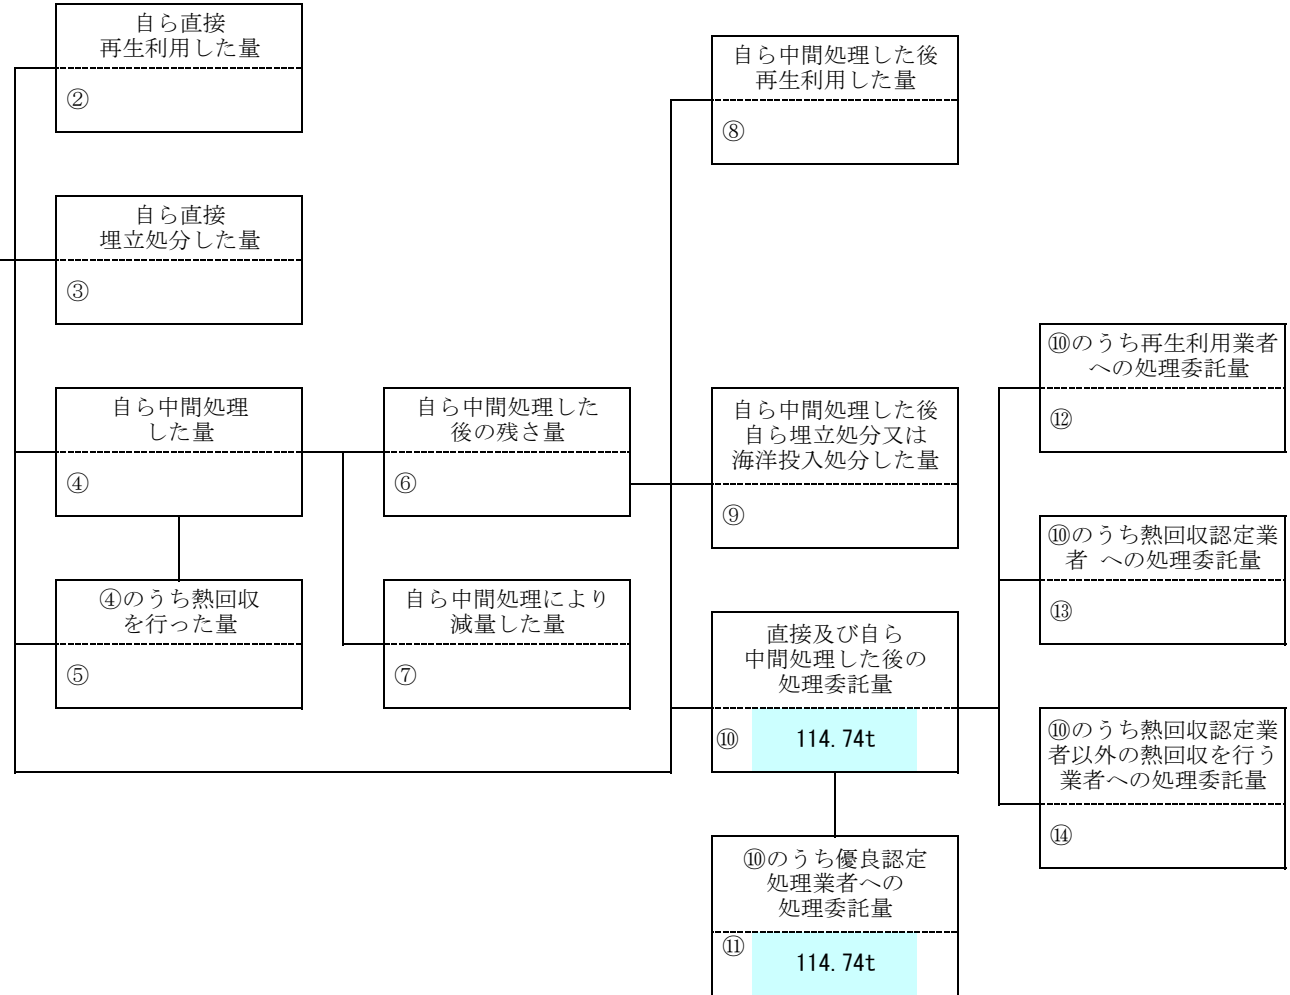 自ら直接
再生利用した量
②
自ら中間処理した後
再生利用した量
⑧
自ら直接
埋立処分した量
③
⑩のうち再生利用業者
への処理委託量
⑫
自ら中間処理
した量
④
自ら中間処理した
後の残さ量
⑥
自ら中間処理した後
自ら埋立処分又は
海洋投入処分した量
⑨
⑩のうち熱回収認定業
者 への処理委託量
⑬
④のうち熱回収
を行った量
⑤
自ら中間処理により
減量した量
⑦
直接及び自ら
中間処理した後の
処理委託量
⑩ 114.74t
⑩のうち熱回収認定業
者以外の熱回収を行う
業者への処理委託量
⑭
⑩のうち優良認定
処理業者への
処理委託量
⑪ 114.74t